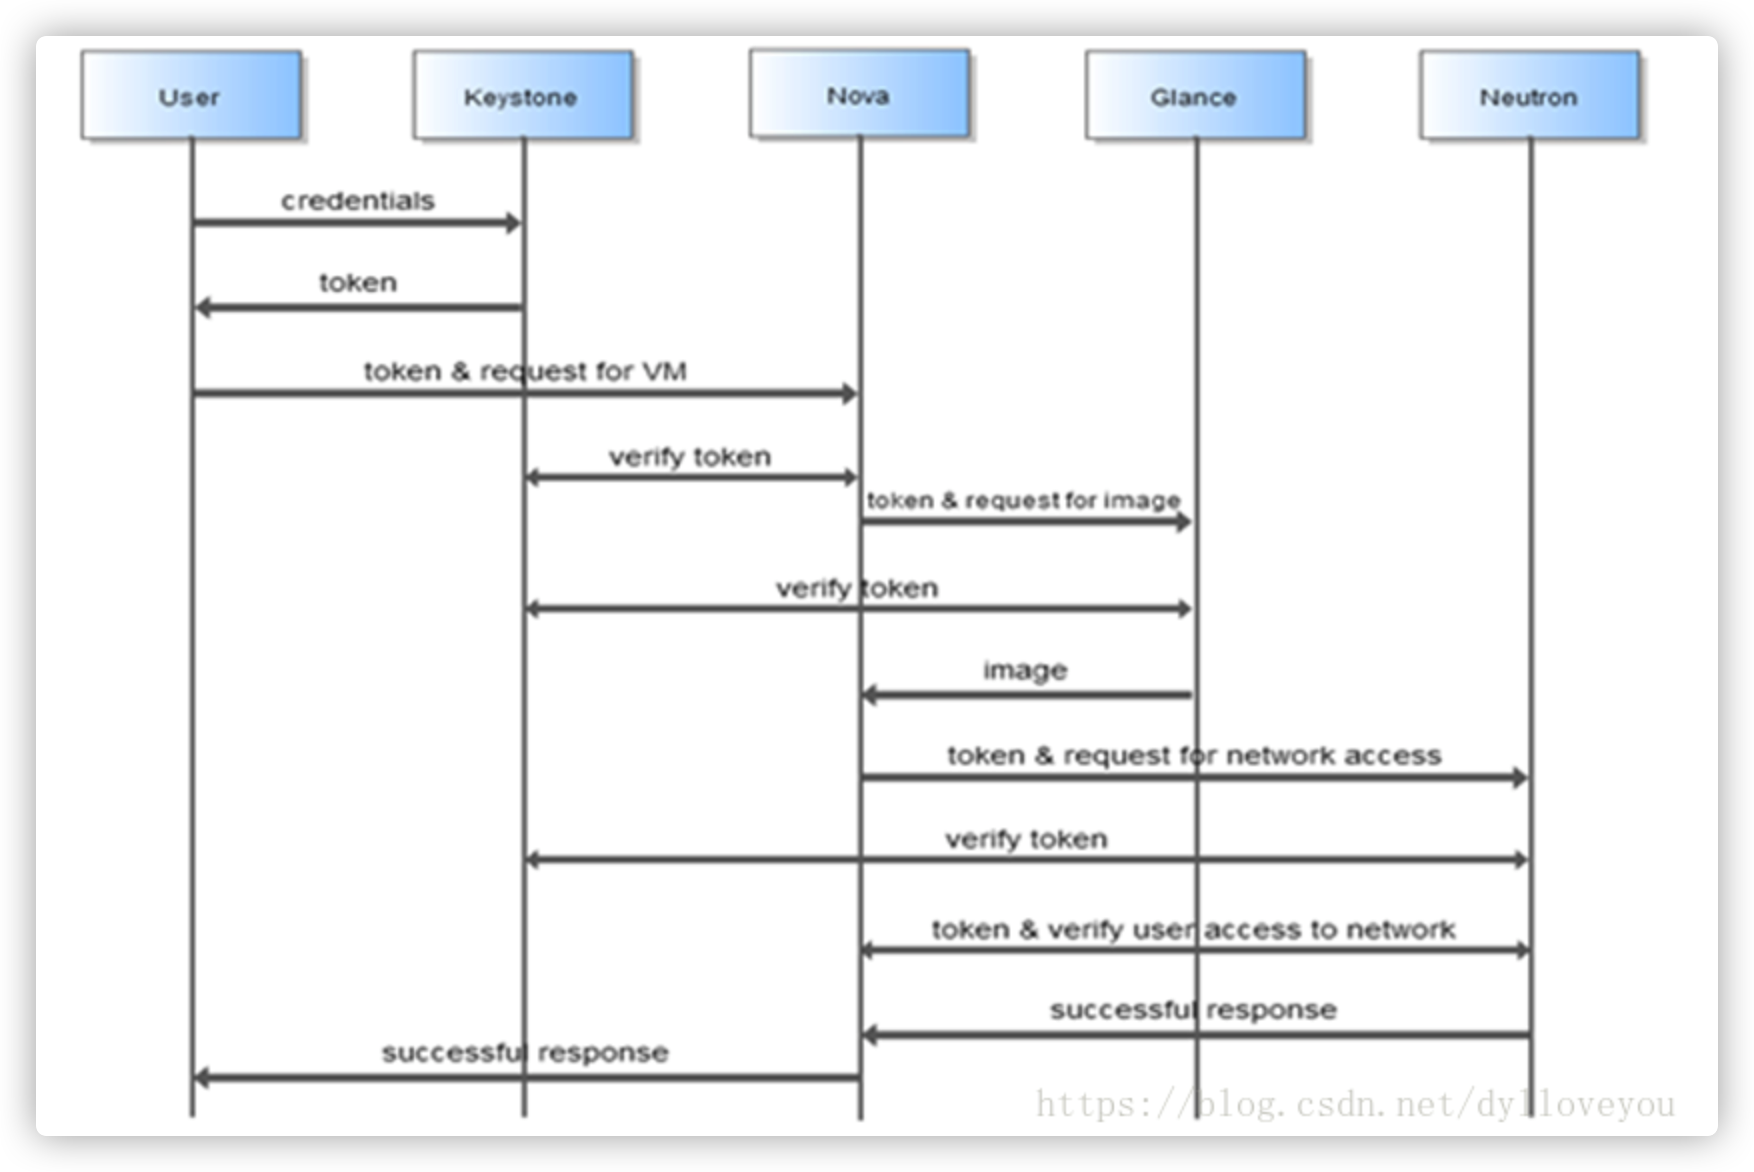 User
Keystone
Nova
Glance
Neutron
credentials
token
token & request for VM
verify token
token & request for image
verify token
image
token & request for network access
verify token
token & verify user access to network
successful response
successful response
https://blog.csdn.net/dylloveyou